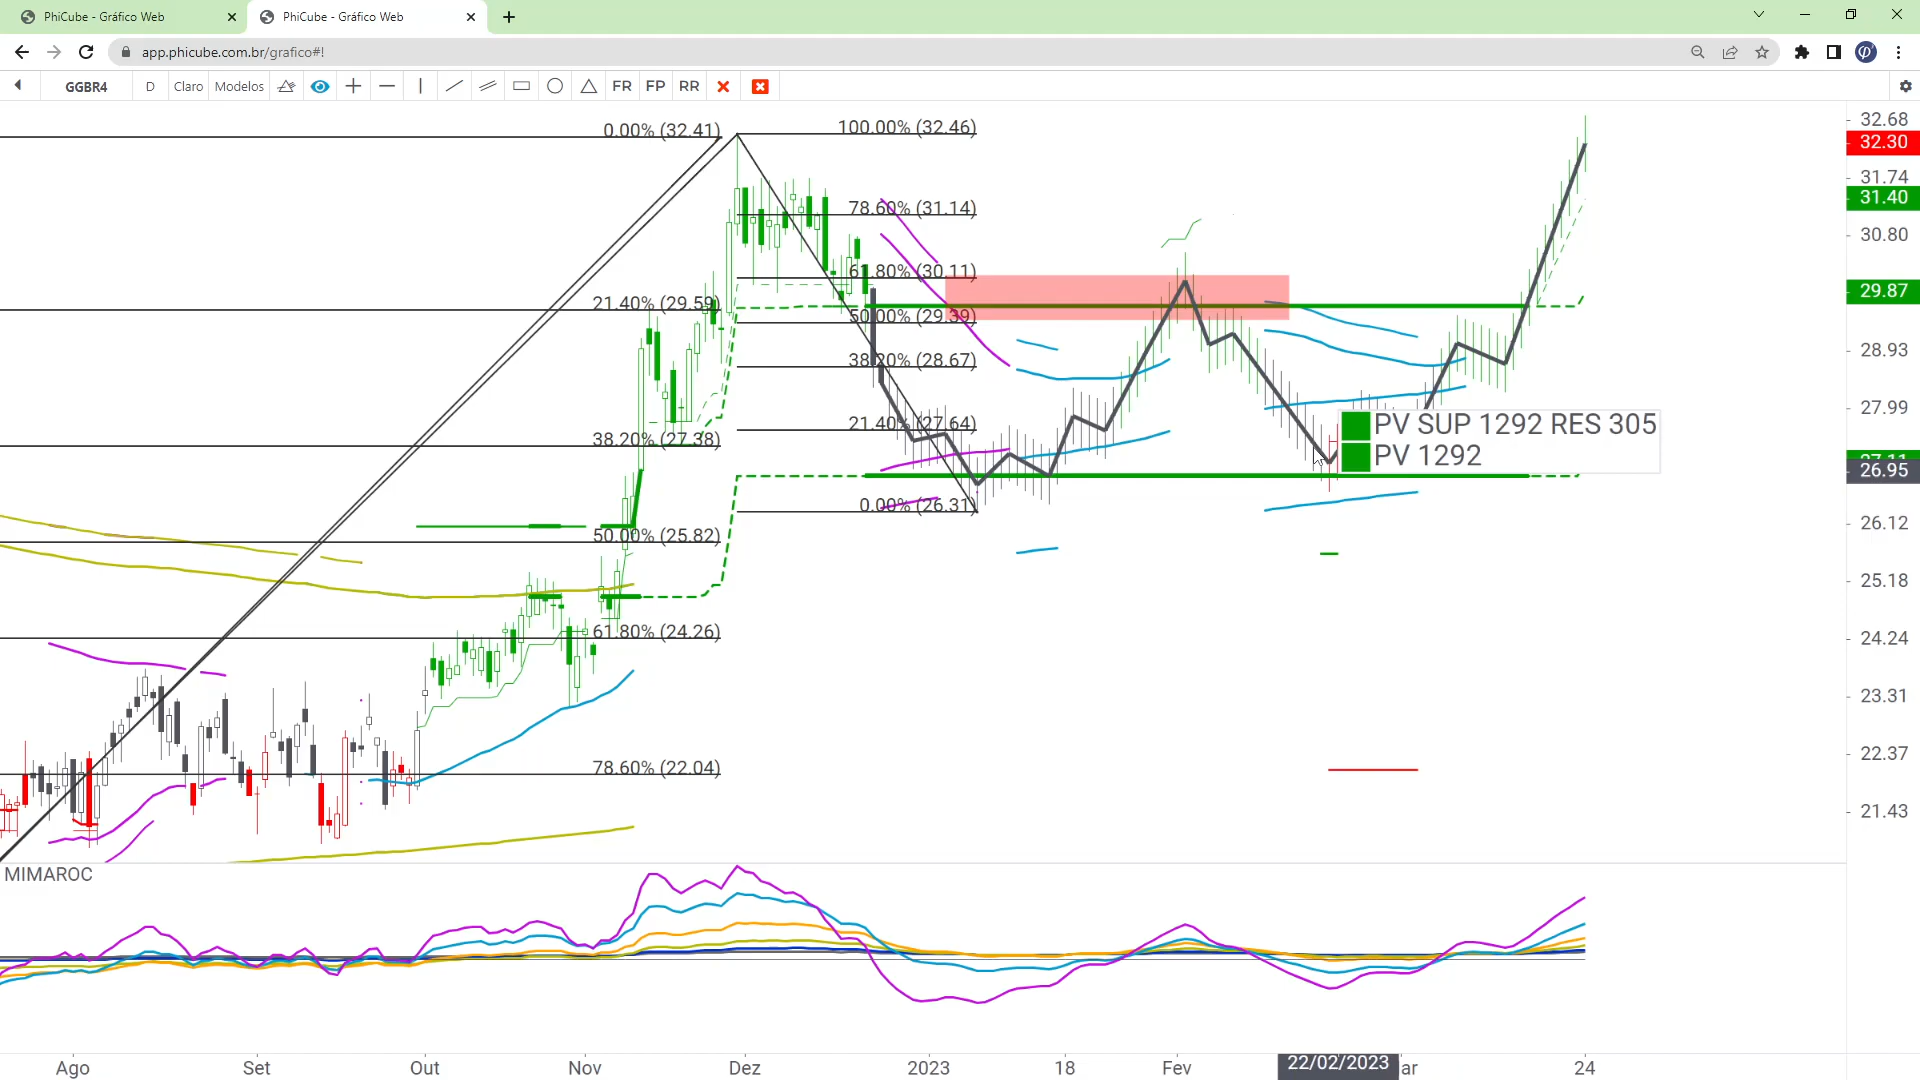 PhiCube - Gráfico Web
PhiCube - Gráfico Web
app.phicube.com.br/grafico#!
GGBR4
D
Claro
Modelos
FR
FP
RR
0.00% (32.41)
100.00% (32.46)
78.60% (31.14)
61.80% (30.11)
21.40% (29.59)
50.00% (29.39)
38.20% (28.67)
21.40% (27.64)
38.20% (27.38)
0.00% (26.31)
50.00% (25.82)
61.80% (24.26)
78.60% (22.04)
PV SUP 1292 RES 305
PV 1292
32.68
32.30
31.74
31.40
30.80
29.87
28.93
27.99
27.11
26.95
26.12
25.18
24.24
23.31
22.37
21.43
MIMAROC
Ago
Set
Out
Nov
Dez
2023
18
Fev
22/02/2023
ar
24